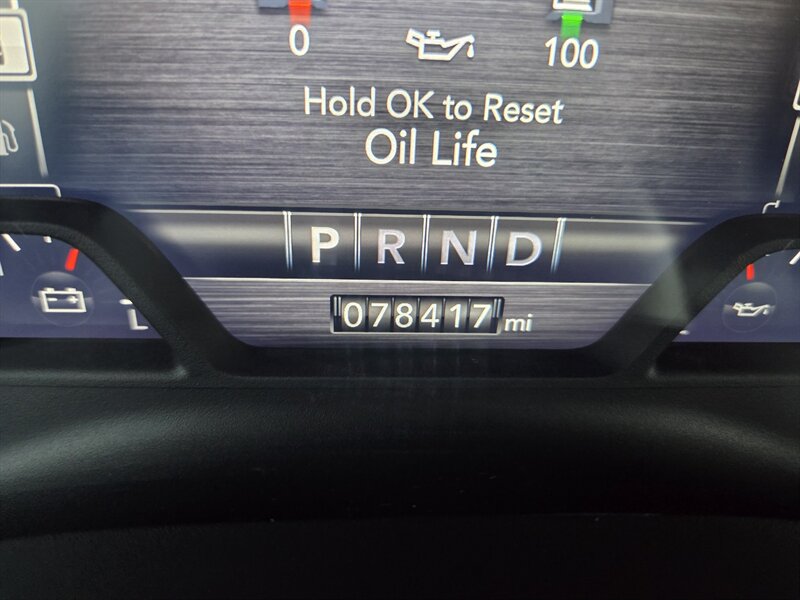 0 100
Hold OK to Reset
Oil Life
P R N D
078417 mi
L